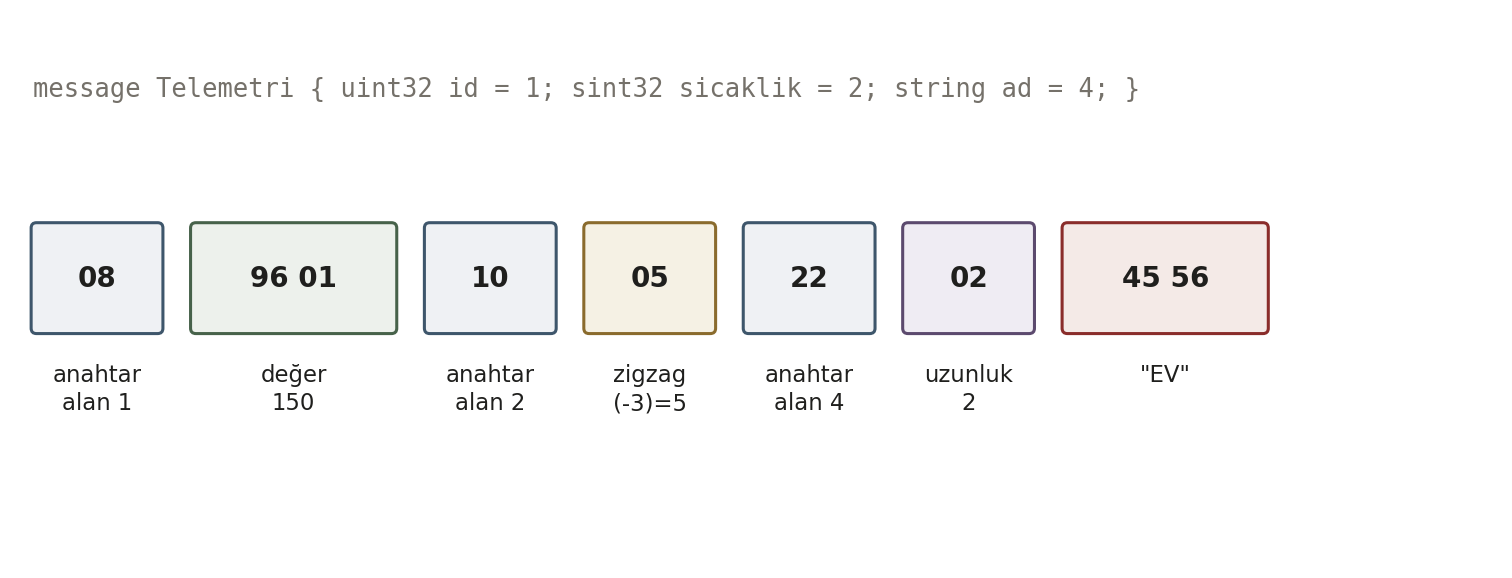 message Telemetri { uint32 id = 1; sint32 sicaklik = 2; string ad = 4; }
08
96 01
10
05
22
02
45 56
anahtar
alan 1
değer
150
anahtar
alan 2
zigzag
(-3)=5
anahtar
alan 4
uzunluk
2
"EV"